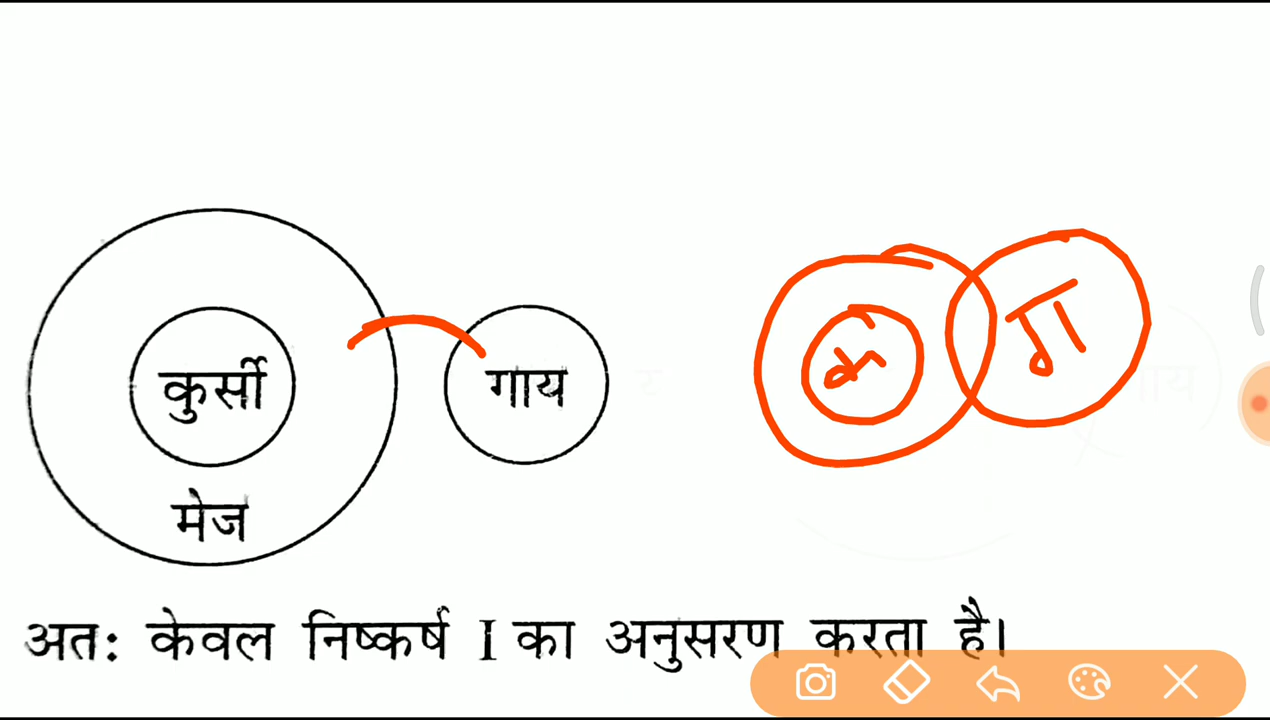 कुर्सी
गाय
मेज
गा
अतः केवल निष्कर्ष I का अनुसरण करता है।